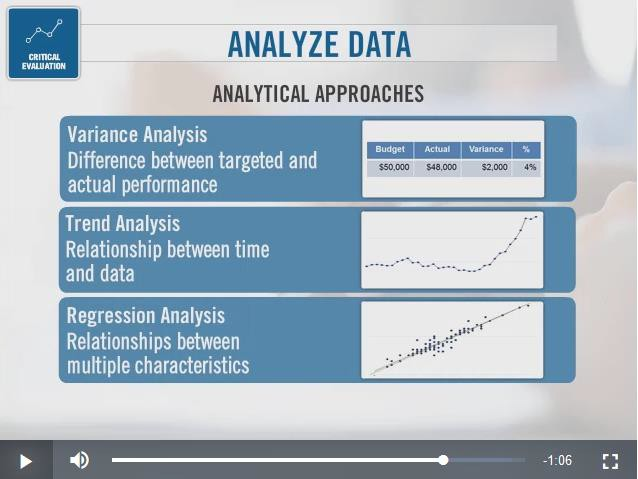 CRITICAL
EVALUATION
ANALYZE DATA
ANALYTICAL APPROACHES
Variance Analysis
Difference between targeted and
actual performance
Budget Actual Variance %
$50,000 $48,000 $2,000 4%
Trend Analysis
Relationship between time
and data
Regression Analysis
Relationships between
multiple characteristics
-1:06